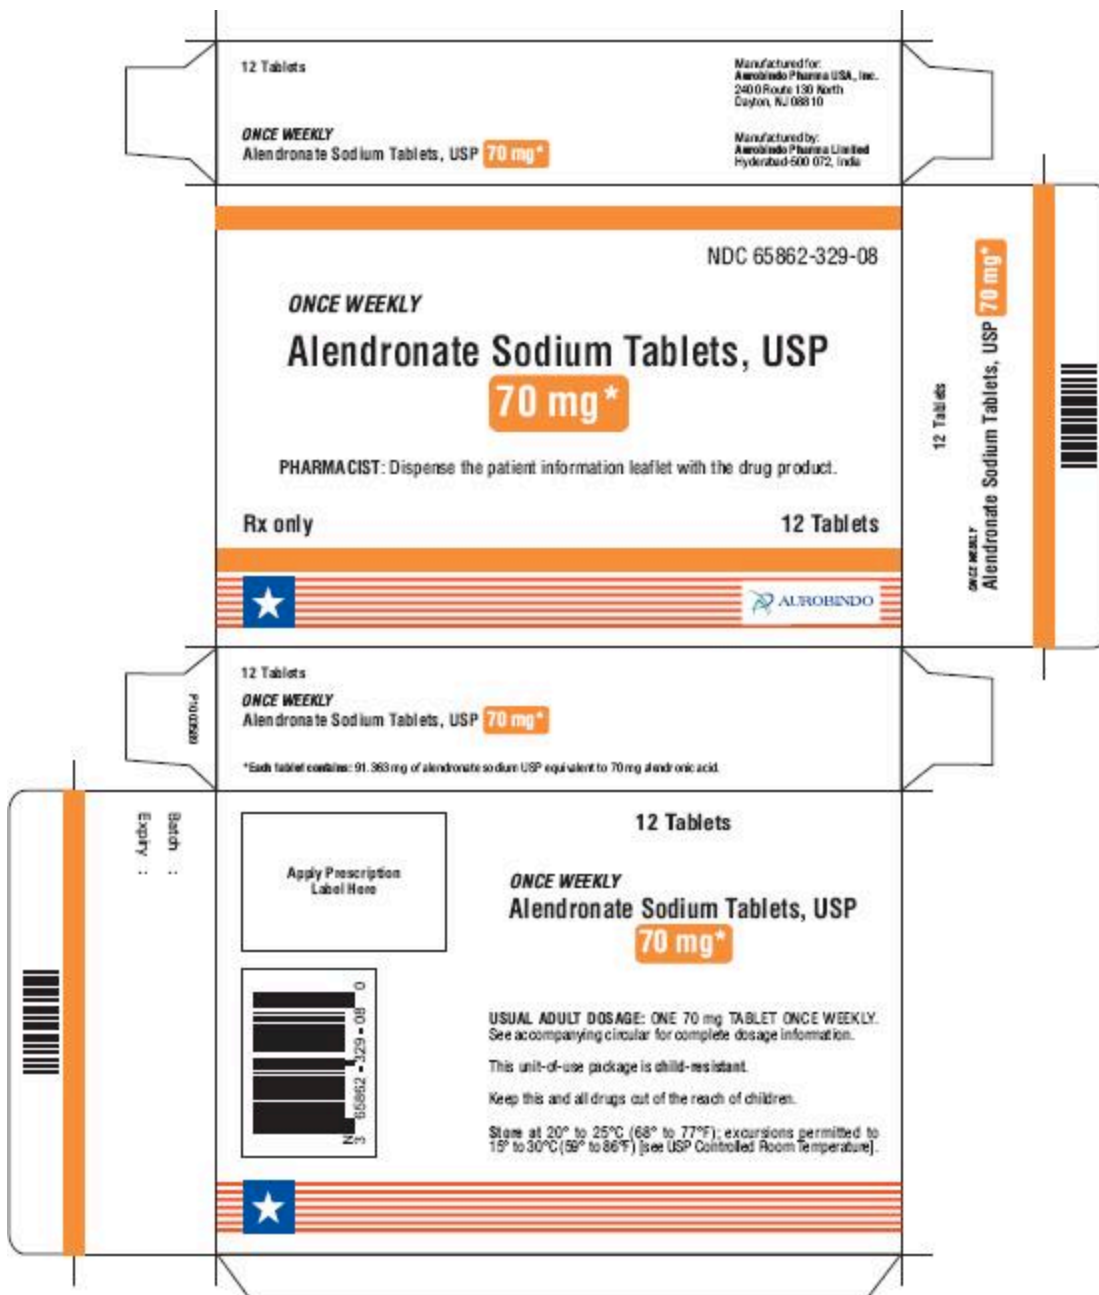 12 Tablets
ONCE WEEKLY
Alendronate Sodium Tablets, USP 70 mg*
Manufactured for:
Aurobindo Pharma USA, Inc.
2400 Route 130 North
Dayton, NJ 08810
Manufactured by:
Aurobindo Pharma Limited
Hyderabad-500 072, India
NDC 65862-329-08
ONCE WEEKLY
Alendronate Sodium Tablets, USP
70 mg*
PHARMACIST: Dispense the patient information leaflet with the drug product.
Rx only
12 Tablets
AUROBINDO
12 Tablets
ONCE WEEKLY
Alendronate Sodium Tablets, USP 70 mg*
12 Tablets
ONCE WEEKLY
Alendronate Sodium Tablets, USP 70 mg*
*Each tablet contains: 91.363 mg of alendronate sodium USP equivalent to 70 mg alendronic acid.
Batch :
Expiry :
Apply Prescription
Label Here
N
3 65862-329-08 0
12 Tablets
ONCE WEEKLY
Alendronate Sodium Tablets, USP
70 mg*
USUAL ADULT DOSAGE: ONE 70 mg TABLET ONCE WEEKLY.
See accompanying circular for complete dosage information.
This unit-of-use package is child-resistant.
Keep this and all drugs out of the reach of children.
Store at 20° to 25°C (68° to 77°F); excursions permitted to
15° to 30°C (59° to 86°F) [see USP Controlled Room Temperature].